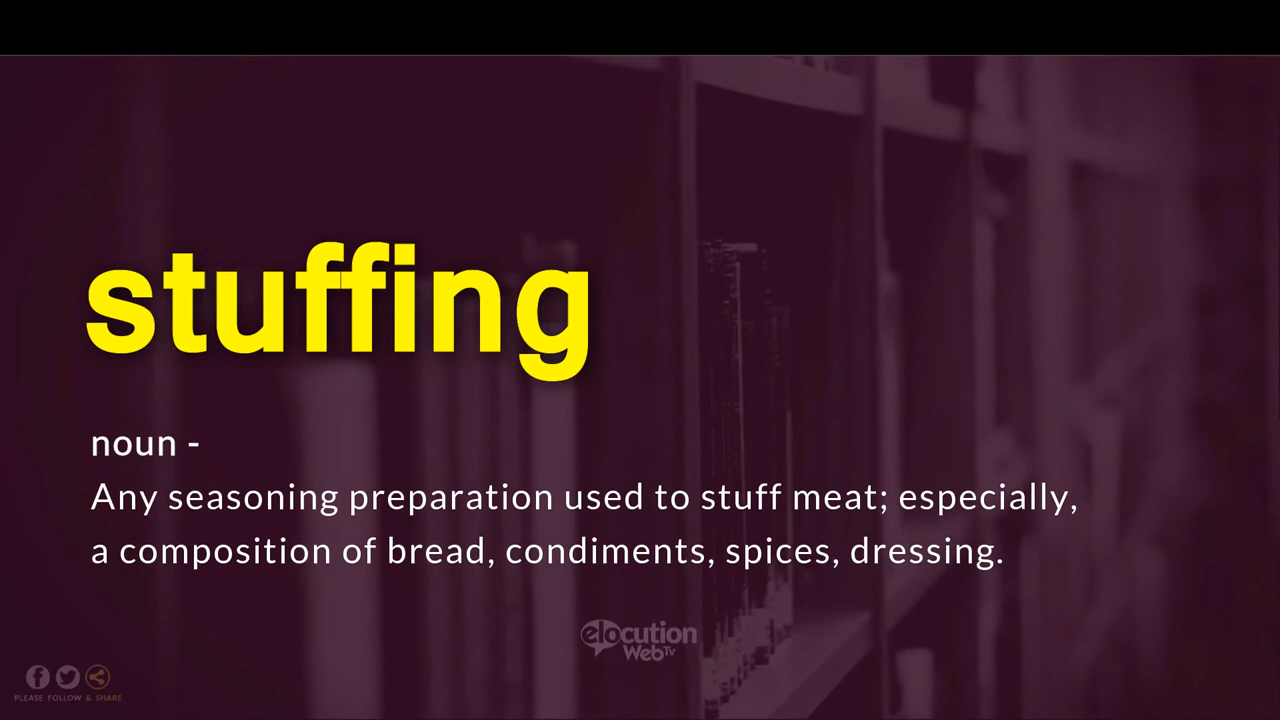 stuffing
noun -
Any seasoning preparation used to stuff meat; especially,
a composition of bread, condiments, spices, dressing.
elocution
WebTv
PLEASE FOLLOW & SHARE